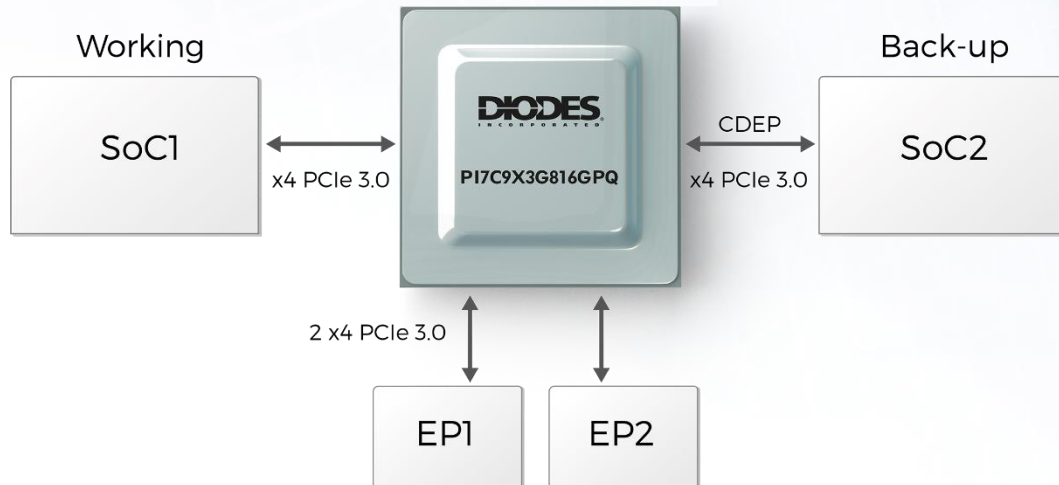 Working
Back-up
SoC1
x4 PCIe 3.0
DIODES
INCORPORATED
PI7C9X3G816GPQ
CDEP
x4 PCIe 3.0
SoC2
2 x4 PCIe 3.0
EP1
EP2